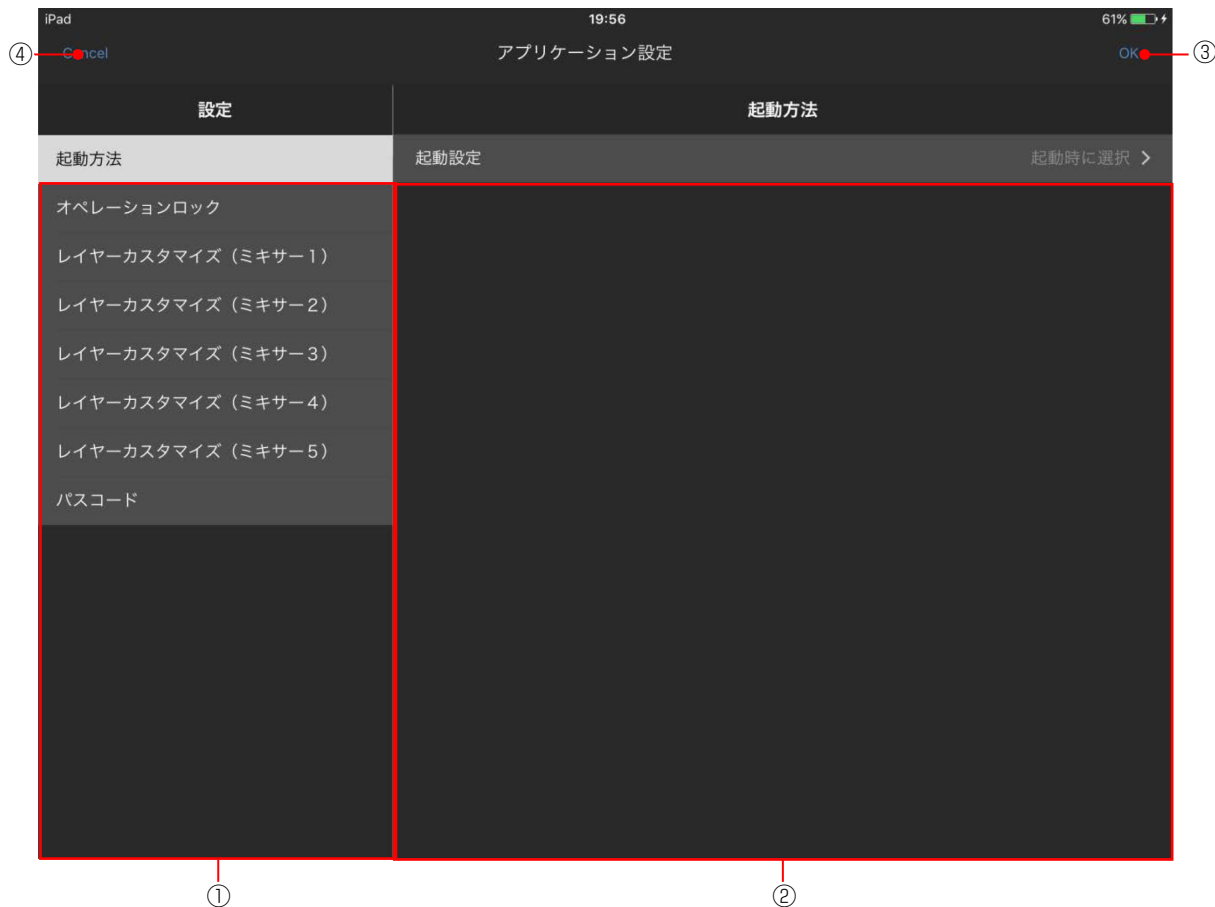 iPad 19:56 61%
④ Cancel アプリケーション設定 OK ③
設定 起動方法
起動方法
起動設定 起動時に選択
オペレーションロック
レイヤーカスタマイズ（ミキサー１）
レイヤーカスタマイズ（ミキサー２）
レイヤーカスタマイズ（ミキサー３）
レイヤーカスタマイズ（ミキサー４）
レイヤーカスタマイズ（ミキサー５）
パスコード
① ②